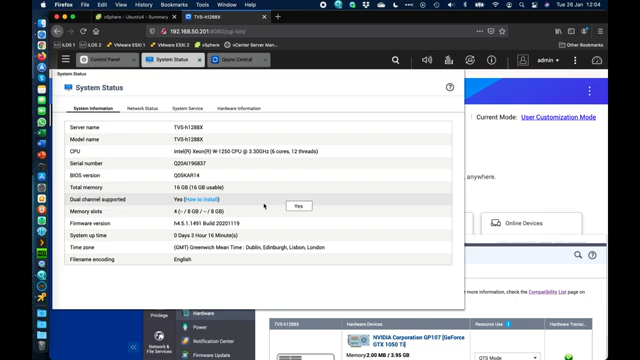 Firefox File Edit View History Bookmarks Tools Window Help
Tue 26 Jan 12:04
vSphere - Ubuntu4 - Summary
TVS-h1288X
192.168.50.201:8080/cgi-bin/
iLO5 1
iLO5 2
VMware ESXi 2
VMware ESXi 1
vSphere
vCenter Server Man...
Other Bookmarks
Control Panel
System Status
Qsync Central
admin
System Status
System Status
System Information
Network Status
System Service
Hardware Information
Server name TVS-h1288X
Model name TVS-h1288X
CPU Intel(R) Xeon(R) W-1250 CPU @ 3.30GHz (6 cores, 12 threads)
Serial number Q20AI196837
BIOS version Q05KAR14
Total memory 16 GB (16 GB usable)
Dual channel supported Yes (How to install)
Yes
Memory slots 4 (-- / 8 GB / -- / 8 GB)
Firmware version h4.5.1.1491 Build 20201119
System up time 0 Days 3 Hour 16 Minute(s)
Time zone (GMT) Greenwich Mean Time : Dublin, Edinburgh, Lisbon, London
Filename encoding English
Current Mode: User Customization Mode
anywhere.
Online Devices
r more information, check the Compatibility List page on
Privilege
Network &
File Services
Hardware
Power
Notification Center
Firmware Update
TVS-h1288X
Hardware Devices
Resource Use
Hardware Transc...
NVIDIA Corporation GP107 [GeForce
GTX 1050 Ti]
Memory:2.00 MB / 3.95 GB
QTS Mode